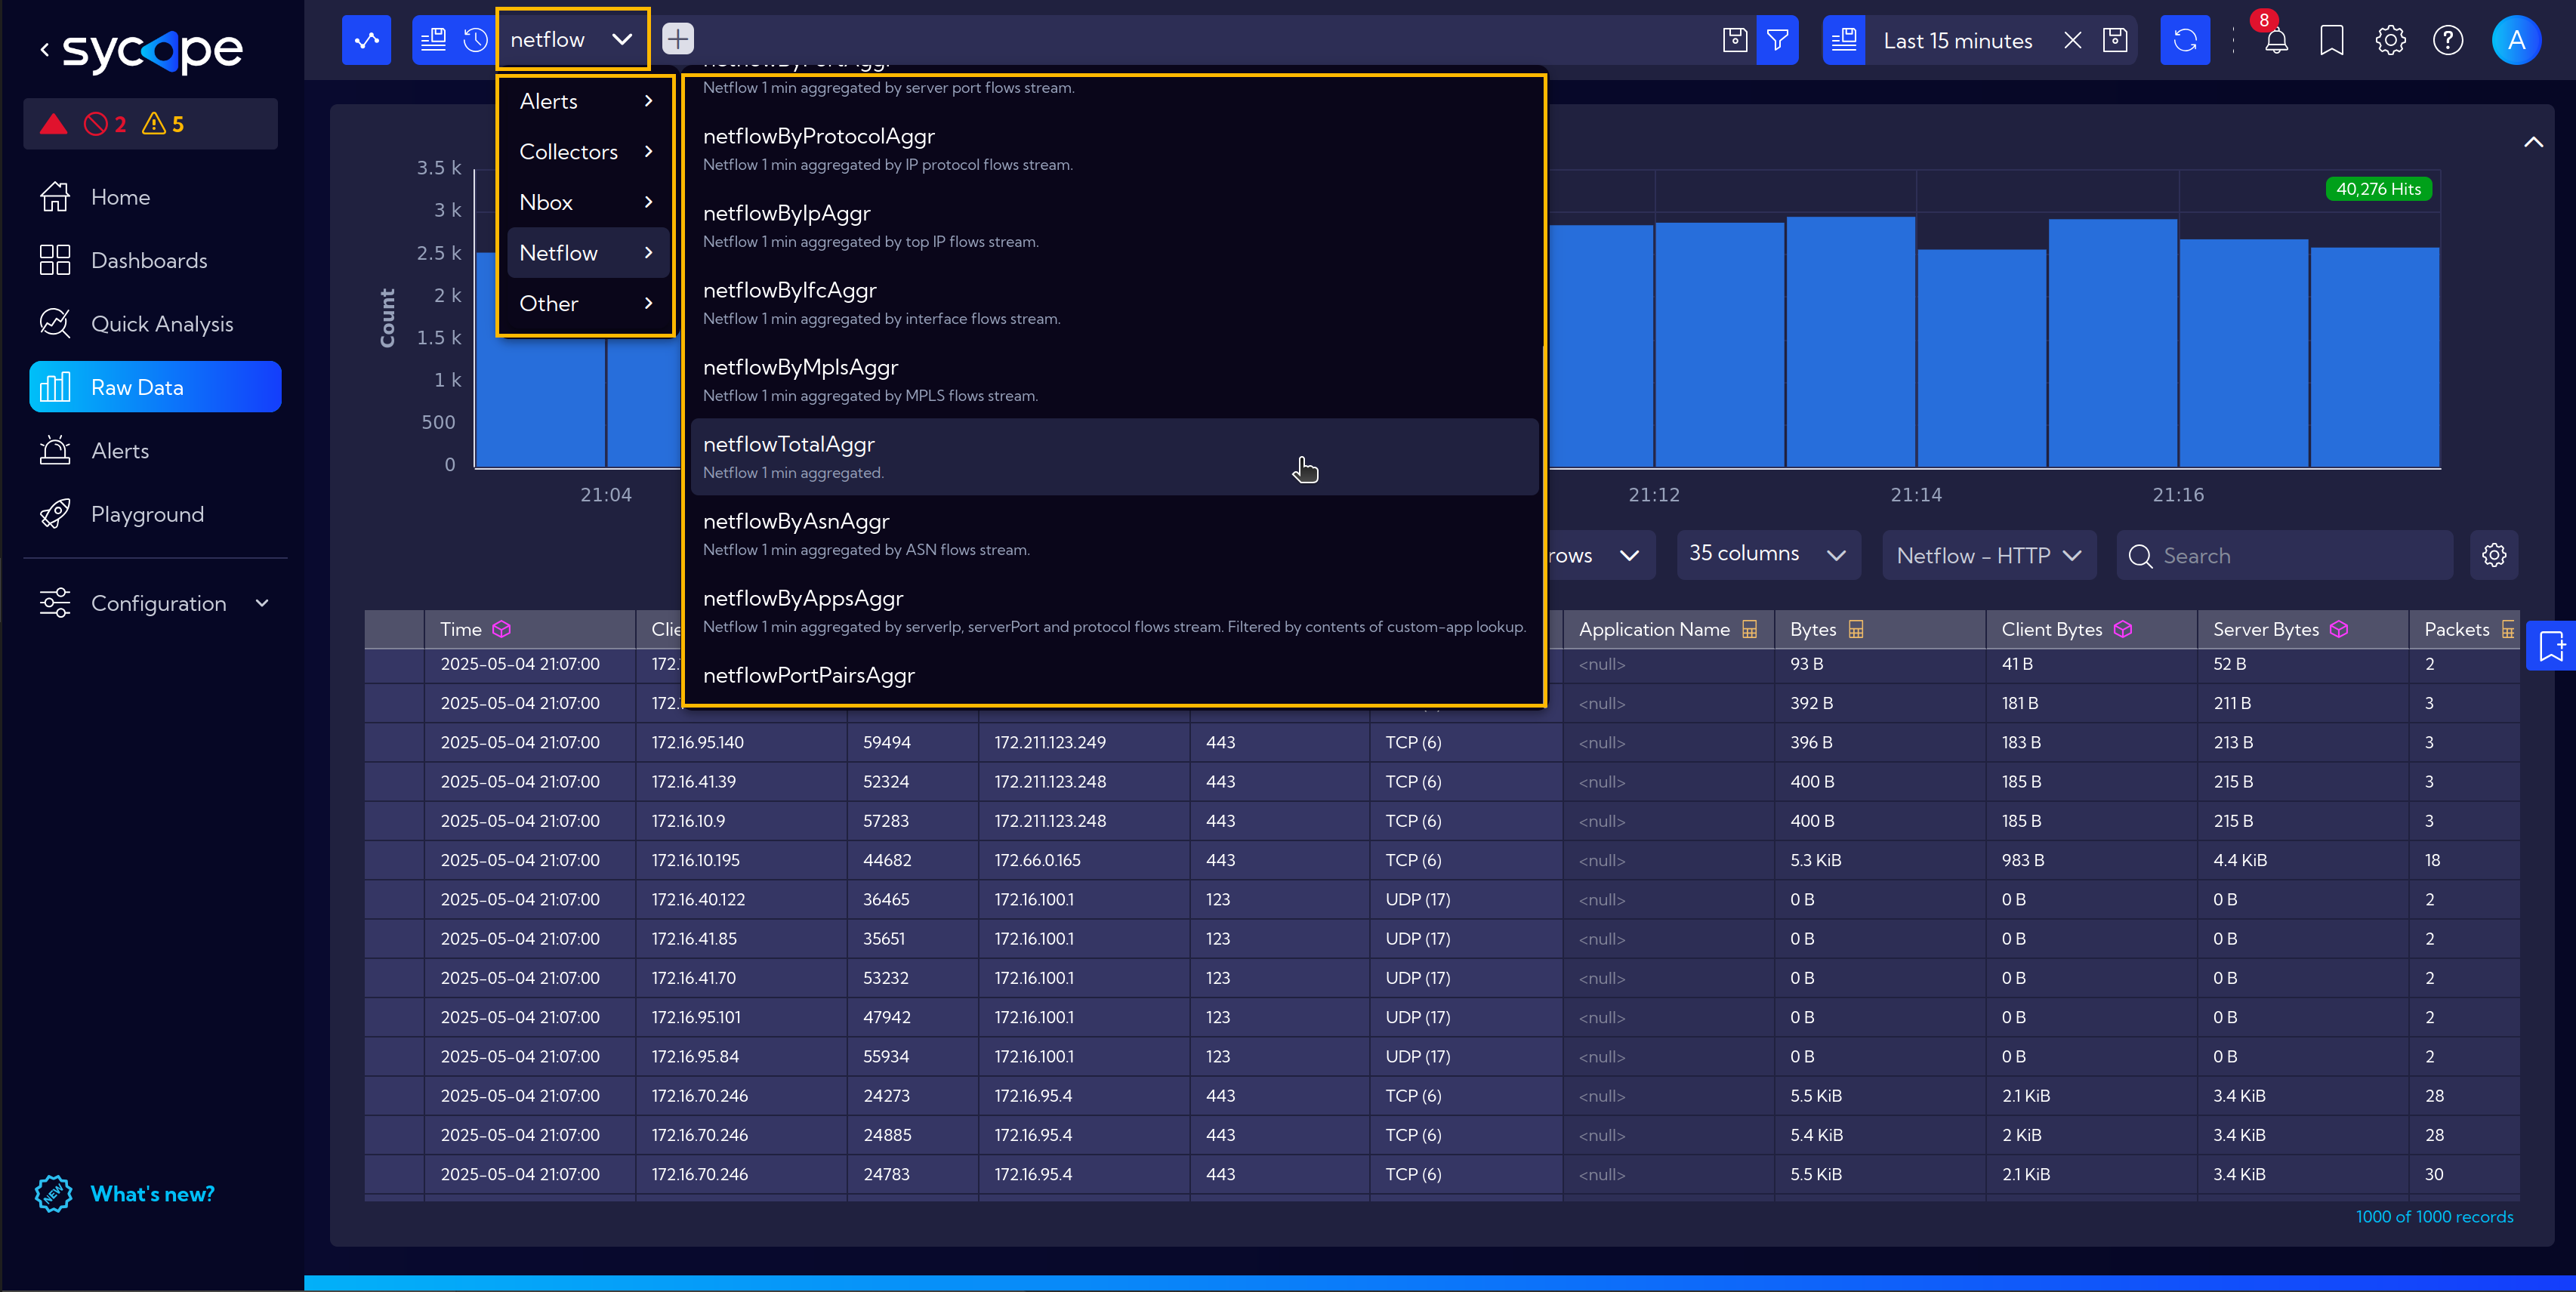 sycope
netflow
Last 15 minutes
8
A
2
5
Home
Dashboards
Quick Analysis
Raw Data
Alerts
Playground
Configuration
What's new?
NEW
Alerts
Collectors
Nbox
Netflow
Other
netflowByPortAggr
Netflow 1 min aggregated by server port flows stream.
netflowByProtocolAggr
Netflow 1 min aggregated by IP protocol flows stream.
netflowByIpAggr
Netflow 1 min aggregated by top IP flows stream.
netflowByIfcAggr
Netflow 1 min aggregated by interface flows stream.
netflowByMplsAggr
Netflow 1 min aggregated by MPLS flows stream.
netflowTotalAggr
Netflow 1 min aggregated.
netflowByAsnAggr
Netflow 1 min aggregated by ASN flows stream.
netflowByAppsAggr
Netflow 1 min aggregated by serverIp, serverPort and protocol flows stream. Filtered by contents of custom-app lookup.
netflowPortPairsAggr
40,276 Hits
Count
3.5 k
3 k
2.5 k
2 k
1.5 k
1 k
500
0
21:04
21:12
21:14
21:16
rows
35 columns
Netflow - HTTP
Search
Time Clie Application Name Bytes Client Bytes Server Bytes Packets
2025-05-04 21:07:00 172. <null> 93 B 41 B 52 B 2
2025-05-04 21:07:00 172. <null> 392 B 181 B 211 B 3
2025-05-04 21:07:00 172.16.95.140 59494 172.211.123.249 443 TCP (6) <null> 396 B 183 B 213 B 3
2025-05-04 21:07:00 172.16.41.39 52324 172.211.123.248 443 TCP (6) <null> 400 B 185 B 215 B 3
2025-05-04 21:07:00 172.16.10.9 57283 172.211.123.248 443 TCP (6) <null> 400 B 185 B 215 B 3
2025-05-04 21:07:00 172.16.10.195 44682 172.66.0.165 443 TCP (6) <null> 5.3 KiB 983 B 4.4 KiB 18
2025-05-04 21:07:00 172.16.40.122 36465 172.16.100.1 123 UDP (17) <null> 0 B 0 B 0 B 2
2025-05-04 21:07:00 172.16.41.85 35651 172.16.100.1 123 UDP (17) <null> 0 B 0 B 0 B 2
2025-05-04 21:07:00 172.16.41.70 53232 172.16.100.1 123 UDP (17) <null> 0 B 0 B 0 B 2
2025-05-04 21:07:00 172.16.95.101 47942 172.16.100.1 123 UDP (17) <null> 0 B 0 B 0 B 2
2025-05-04 21:07:00 172.16.95.84 55934 172.16.100.1 123 UDP (17) <null> 0 B 0 B 0 B 2
2025-05-04 21:07:00 172.16.70.246 24273 172.16.95.4 443 TCP (6) <null> 5.5 KiB 2.1 KiB 3.4 KiB 28
2025-05-04 21:07:00 172.16.70.246 24885 172.16.95.4 443 TCP (6) <null> 5.4 KiB 2 KiB 3.4 KiB 28
2025-05-04 21:07:00 172.16.70.246 24783 172.16.95.4 443 TCP (6) <null> 5.5 KiB 2.1 KiB 3.4 KiB 30
1000 of 1000 records